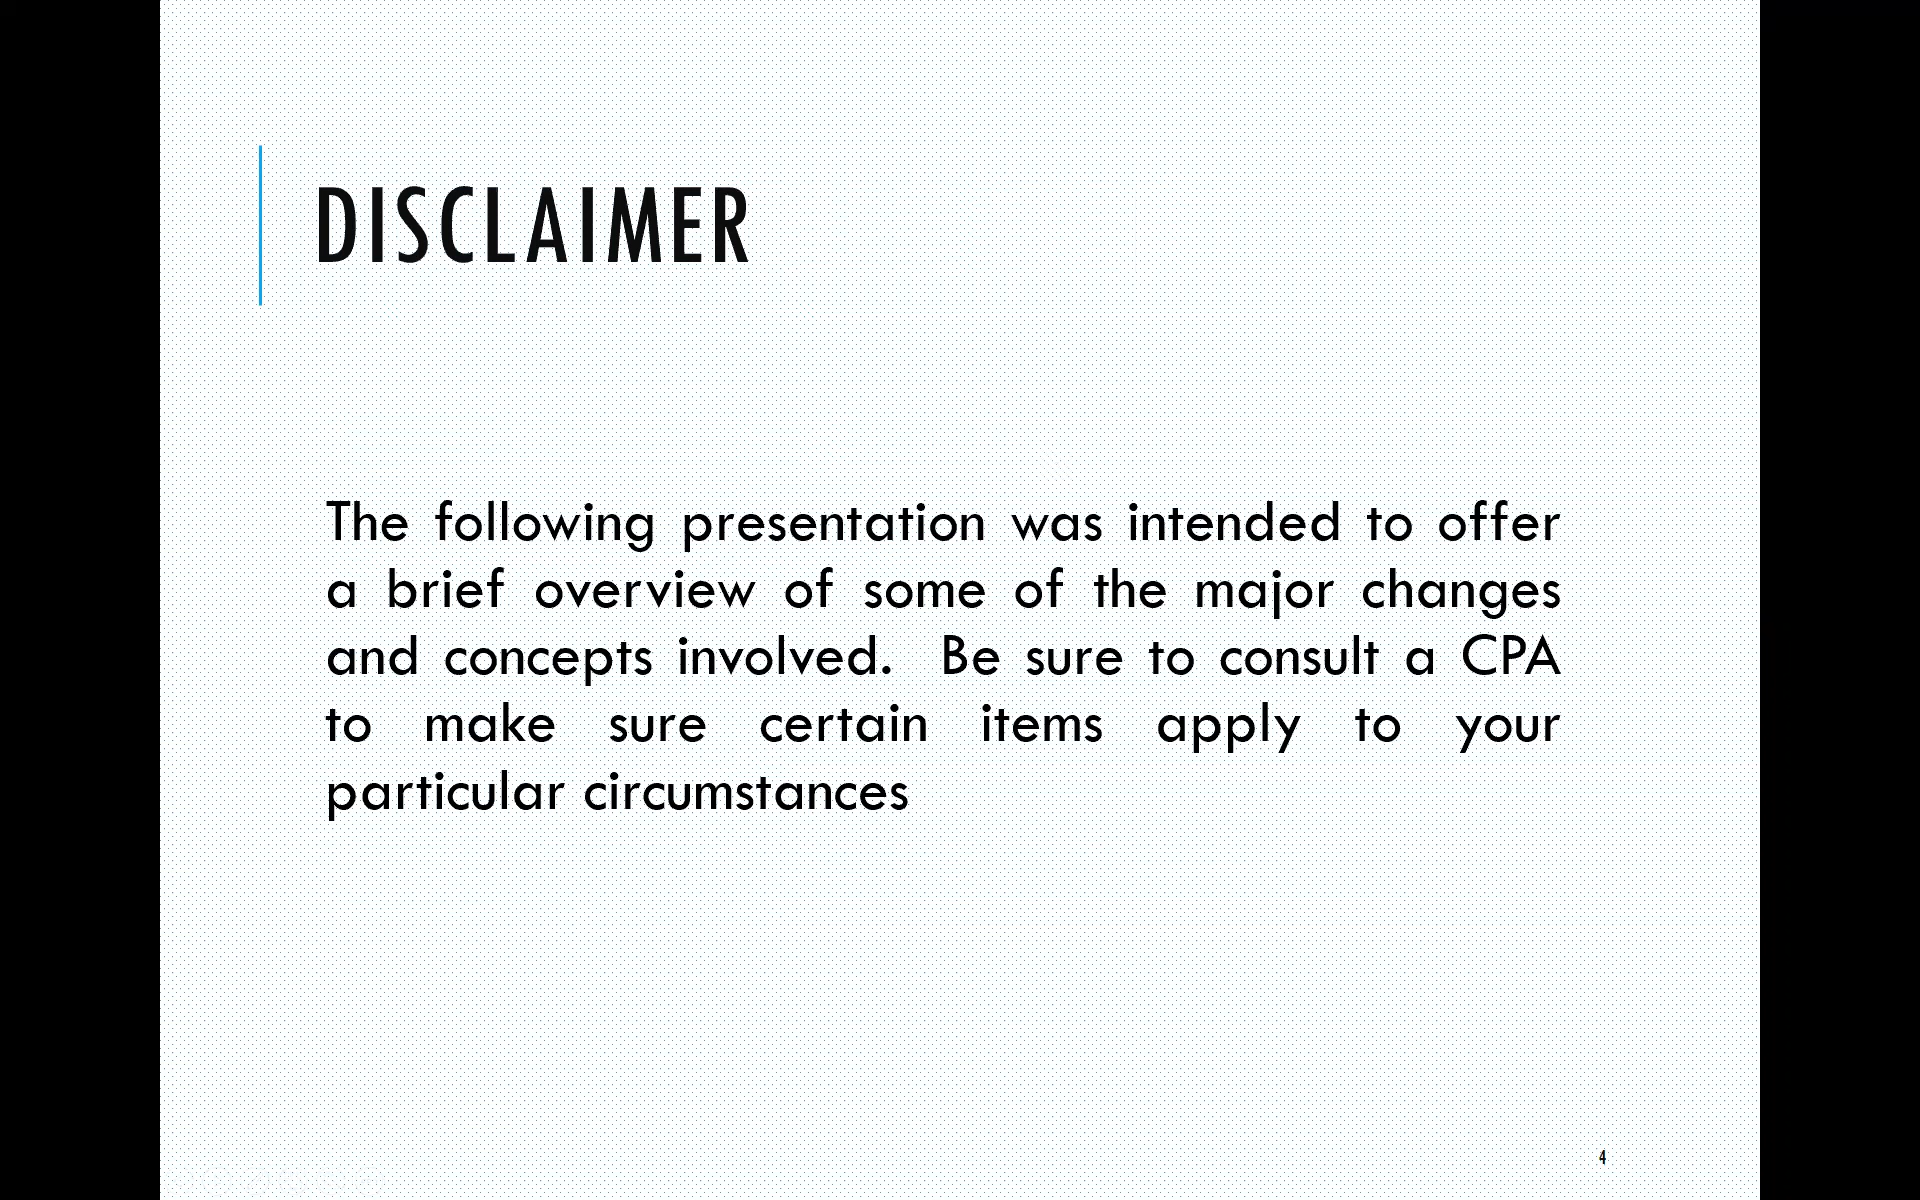 DISCLAIMER
The following presentation was intended to offer
a brief overview of some of the major changes
and concepts involved.  Be sure to consult a CPA
to make sure certain items apply to your
particular circumstances
4